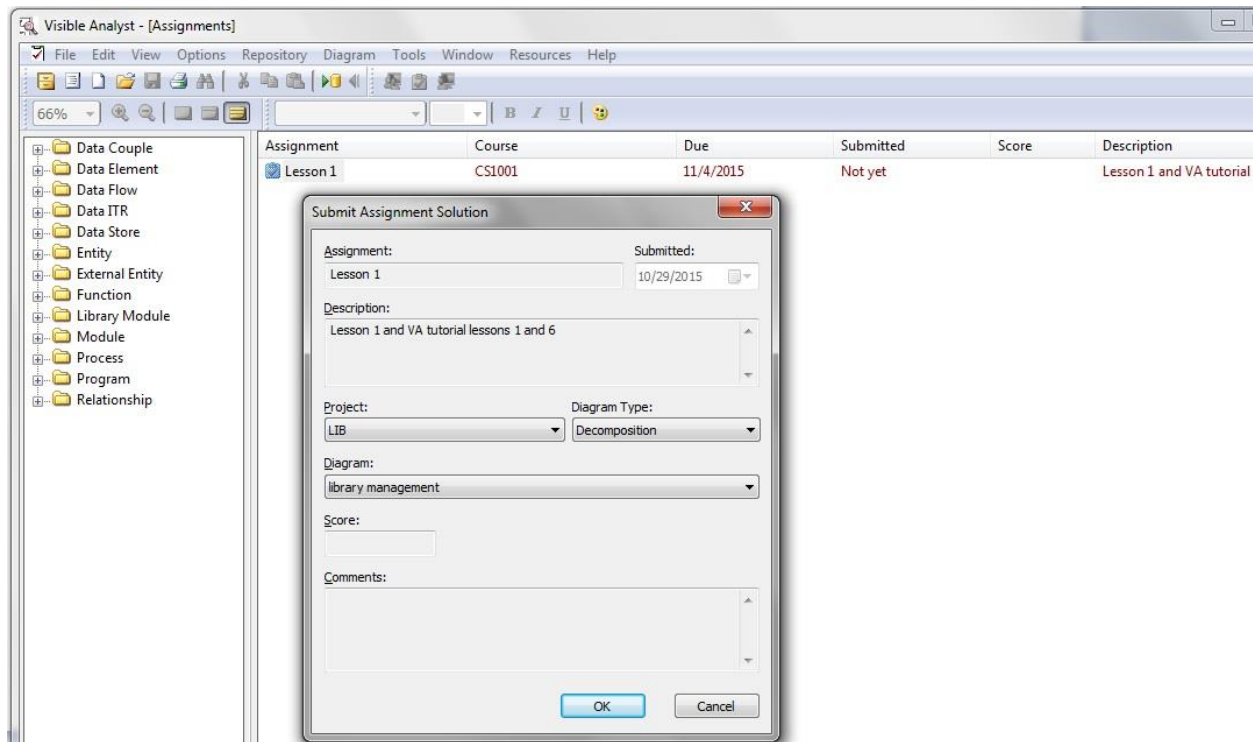 Visible Analyst - [Assignments]
File Edit View Options Repository Diagram Tools Window Resources Help
66% B I U
Assignment Course Due Submitted Score Description
Lesson 1 CS1001 11/4/2015 Not yet Lesson 1 and VA tutorial
Data Couple
Data Element
Data Flow
Data ITR
Data Store
Entity
External Entity
Function
Library Module
Module
Process
Program
Relationship
Submit Assignment Solution
Assignment: Submitted:
Lesson 1 10/29/2015
Description:
Lesson 1 and VA tutorial lessons 1 and 6
Project: Diagram Type:
LIB Decomposition
Diagram:
library management
Score:
Comments:
OK Cancel